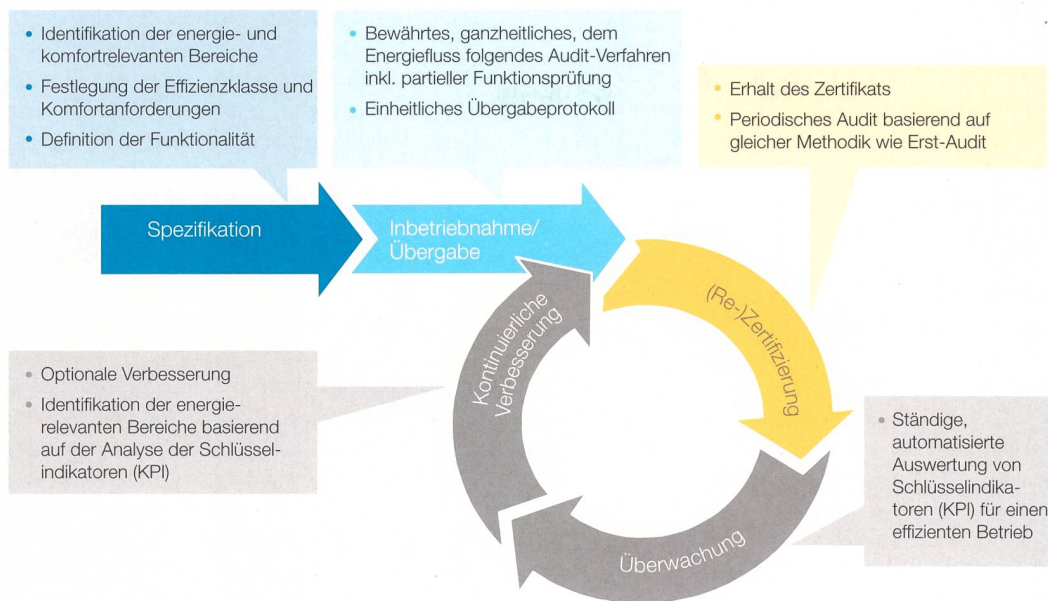 • Identifikation der energie- und
komfortrelevanten Bereiche
• Festlegung der Effizienzklasse und
Komfortanforderungen
• Definition der Funktionalität
• Bewährtes, ganzheitliches, dem
Energiefluss folgendes Audit-Verfahren
inkl. partieller Funktionsprüfung
• Einheitliches Übergabeprotokoll
• Erhalt des Zertifikats
• Periodisches Audit basierend auf
gleicher Methodik wie Erst-Audit
Spezifikation
Inbetriebnahme/
Übergabe
(Re-)Zertifizierung
Kontinuierliche
Verbesserung
• Optionale Verbesserung
• Identifikation der energie-
relevanten Bereiche basierend
auf der Analyse der Schlüssel-
indikatoren (KPI)
• Ständige,
automatisierte
Auswertung von
Schlüsselindika-
toren (KPI) für einen
effizienten Betrieb
Überwachung